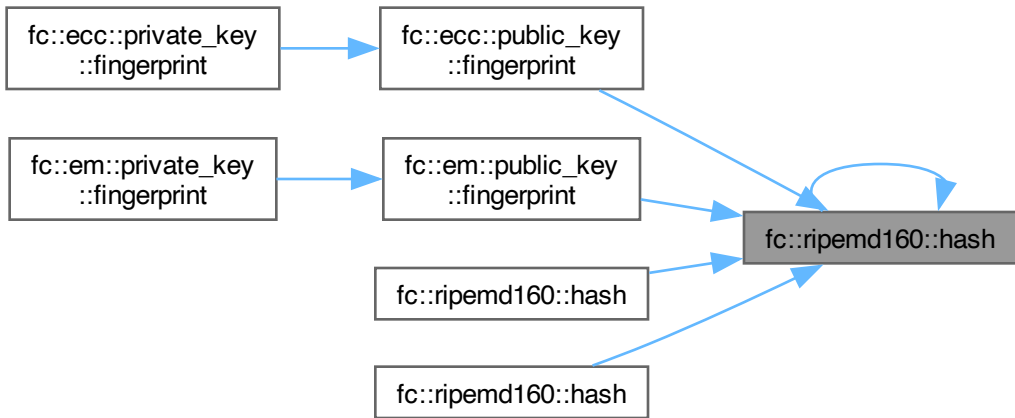 fc::ecc::private_key
::fingerprint
fc::ecc::public_key
::fingerprint
fc::em::private_key
::fingerprint
fc::em::public_key
::fingerprint
fc::ripemd160::hash
fc::ripemd160::hash
fc::ripemd160::hash